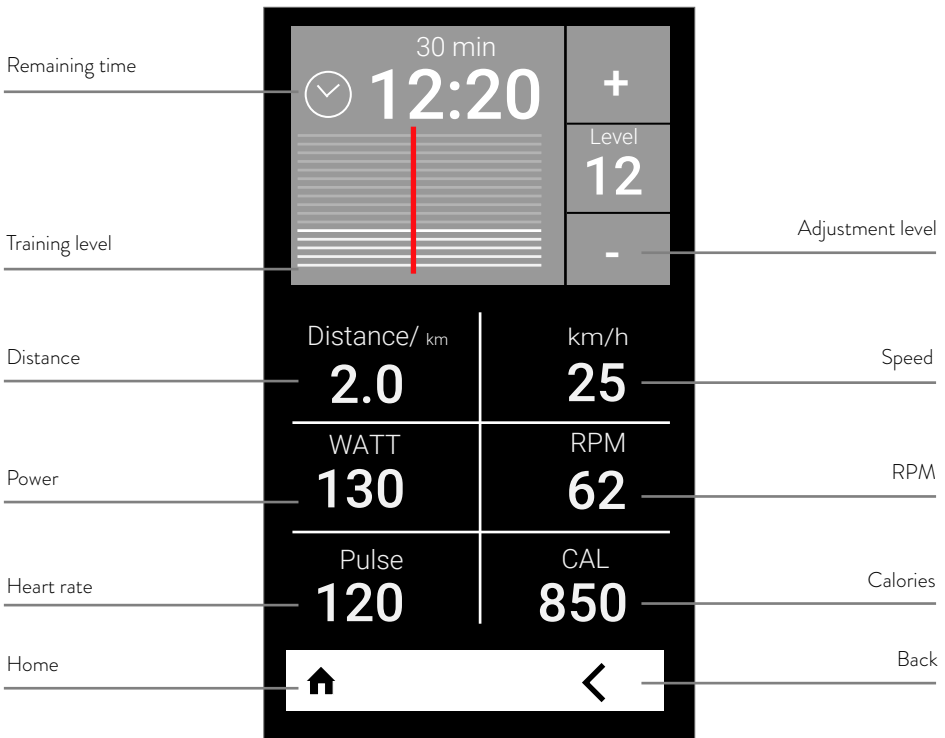 Remaining time
30 min
12:20
+
Level
12
-
Training level
Adjustment level
Distance
Distance/ km
2.0
km/h
25
Speed
Power
WATT
130
RPM
62
RPM
Heart rate
Pulse
120
CAL
850
Calories
Home
Back